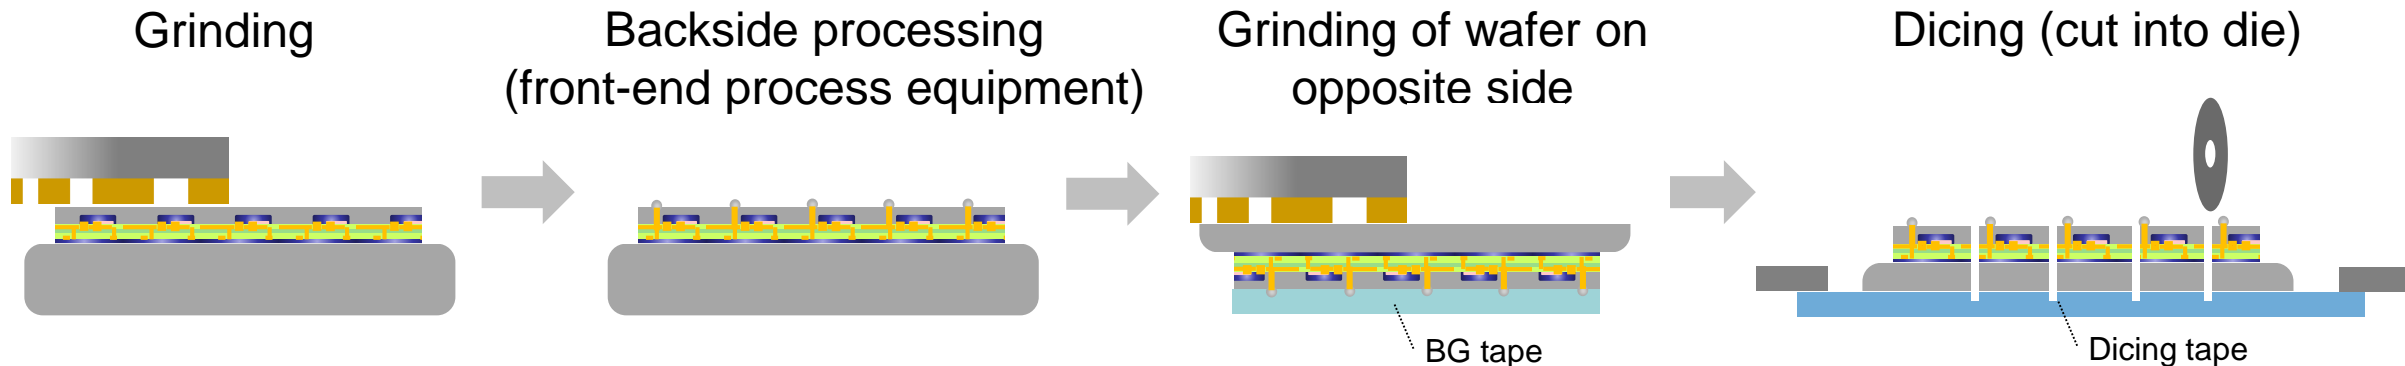 Grinding
Backside processing
(front-end process equipment)
Grinding of wafer on
opposite side
Dicing (cut into die)
BG tape
Dicing tape